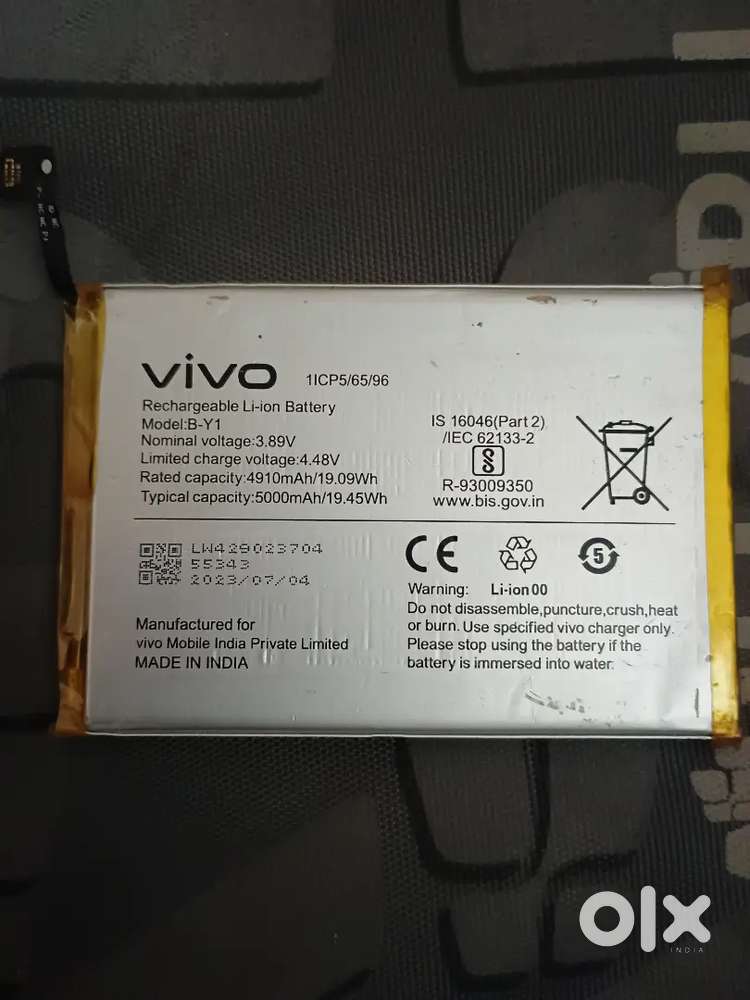 vivo 1ICP5/65/96
Rechargeable Li-ion Battery
Model:B-Y1
Nominal voltage:3.89V
Limited charge voltage:4.48V
Rated capacity:4910mAh/19.09Wh
Typical capacity:5000mAh/19.45Wh
IS 16046(Part 2)
/IEC 62133-2
R-93009350
www.bis.gov.in
LW429023704
55343
2023/07/04
Manufactured for
vivo Mobile India Private Limited
MADE IN INDIA
CE
5
Warning: Li-ion 00
Do not disassemble,puncture,crush,heat
or burn. Use specified vivo charger only.
Please stop using the battery if the
battery is immersed into water.
olx
INDIA